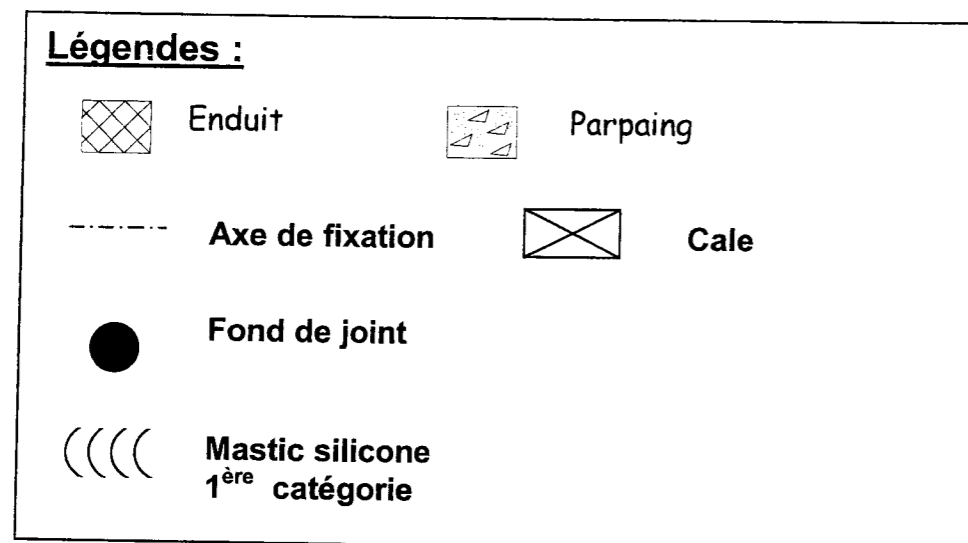 Légendes :
Enduit Parpaing
Axe de fixation Cale
Fond de joint
Mastic silicone
1ère catégorie